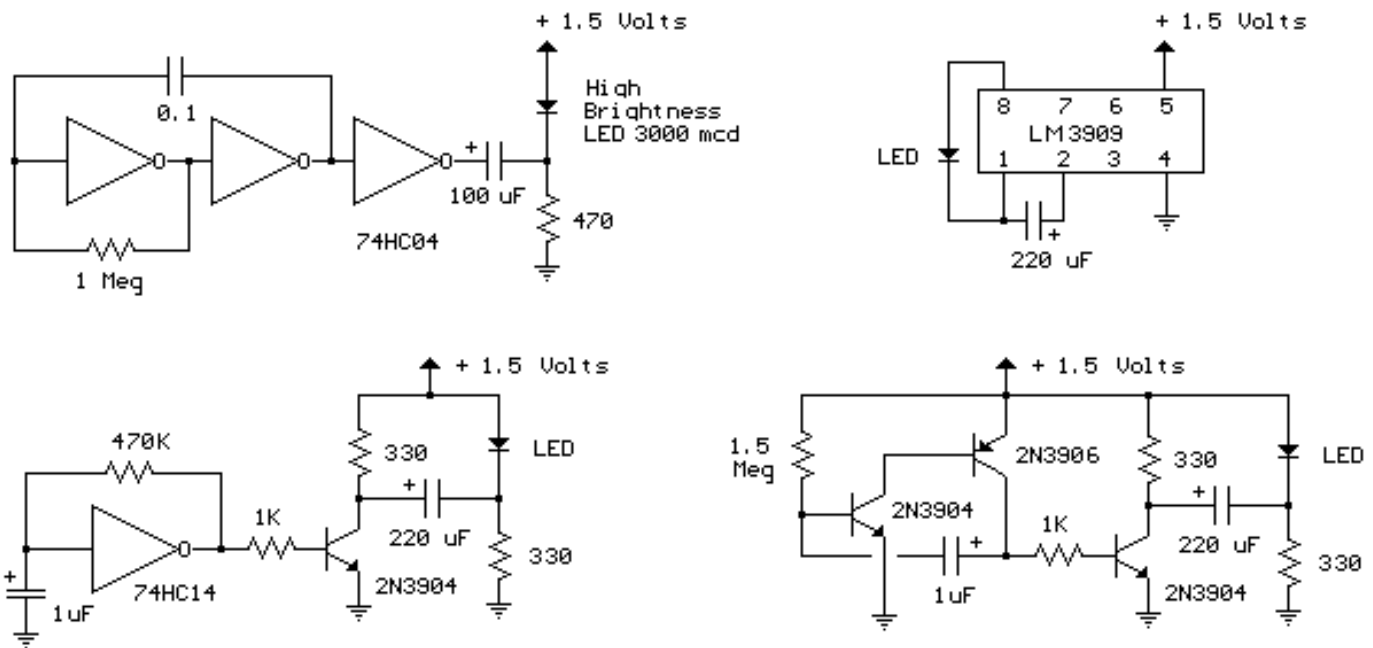 + 1.5 Volts
0.1
High
Brightness
LED 3000 mcd
+
100 uF
470
74HC04
1 Meg
+ 1.5 Volts
8 7 6 5
LM3909
1 2 3 4
LED
+
220 uF
+ 1.5 Volts
470K
330
LED
+
220 uF
1K
330
2N3904
74HC14
+
1uF
+ 1.5 Volts
1.5
Meg
2N3906
330
LED
2N3904
+
1K
220 uF
+
1uF
330
2N3904